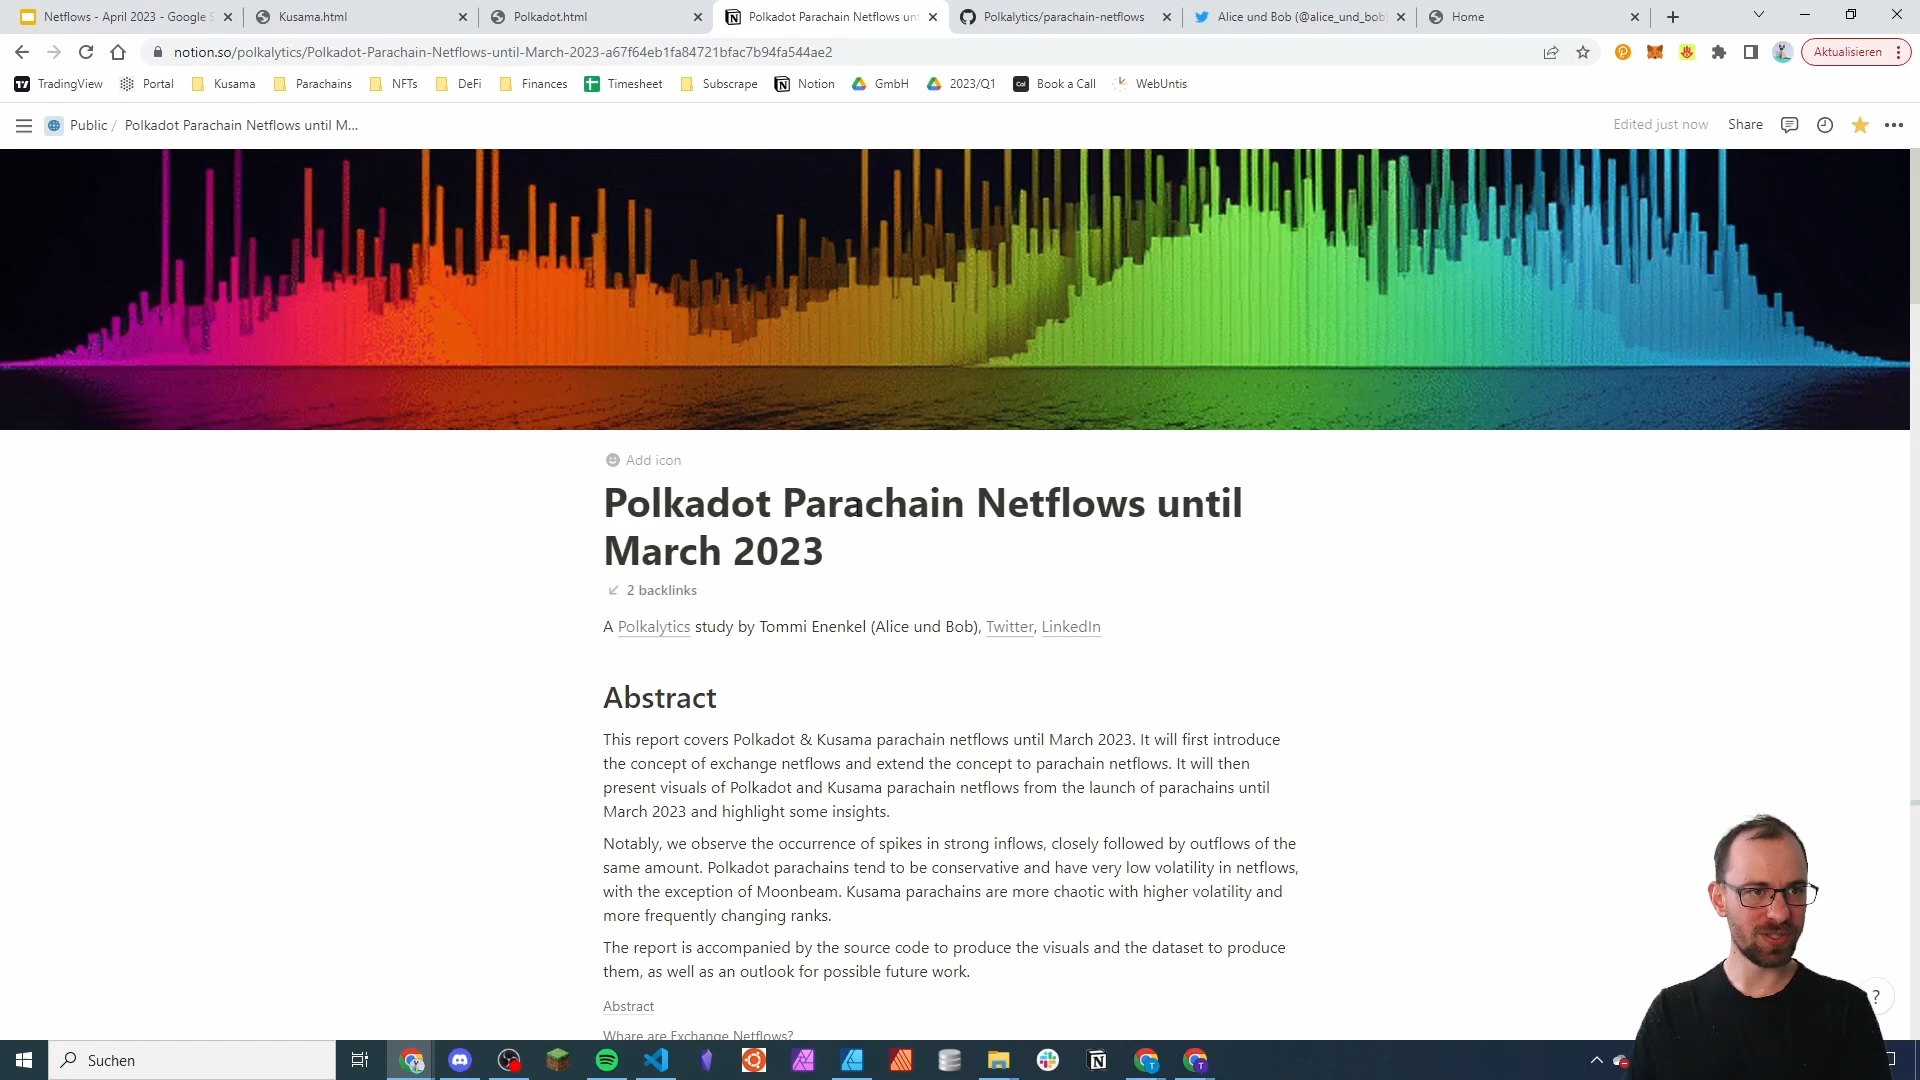 Netflows - April 2023 - Google S
Kusama.html
Polkadot.html
Polkadot Parachain Netflows unt
Polkalytics/parachain-netflows
Alice und Bob (@alice_und_bob)
Home
notion.so/polkalytics/Polkadot-Parachain-Netflows-until-March-2023-a67f64eb1fa84721bfac7b94fa544ae2
Aktualisieren
TradingView
Portal
Kusama
Parachains
NFTs
DeFi
Finances
Timesheet
Subscrape
Notion
GmbH
2023/Q1
Book a Call
WebUntis
Public / Polkadot Parachain Netflows until M...
Edited just now
Share
Add icon
Polkadot Parachain Netflows until
March 2023
2 backlinks
A Polkalytics study by Tommi Enenkel (Alice und Bob), Twitter, LinkedIn
Abstract
This report covers Polkadot & Kusama parachain netflows until March 2023. It will first introduce
the concept of exchange netflows and extend the concept to parachain netflows. It will then
present visuals of Polkadot and Kusama parachain netflows from the launch of parachains until
March 2023 and highlight some insights.
Notably, we observe the occurrence of spikes in strong inflows, closely followed by outflows of the
same amount. Polkadot parachains tend to be conservative and have very low volatility in netflows,
with the exception of Moonbeam. Kusama parachains are more chaotic with higher volatility and
more frequently changing ranks.
The report is accompanied by the source code to produce the visuals and the dataset to produce
them, as well as an outlook for possible future work.
Abstract
Whare are Exchange Netflows?
?
Suchen